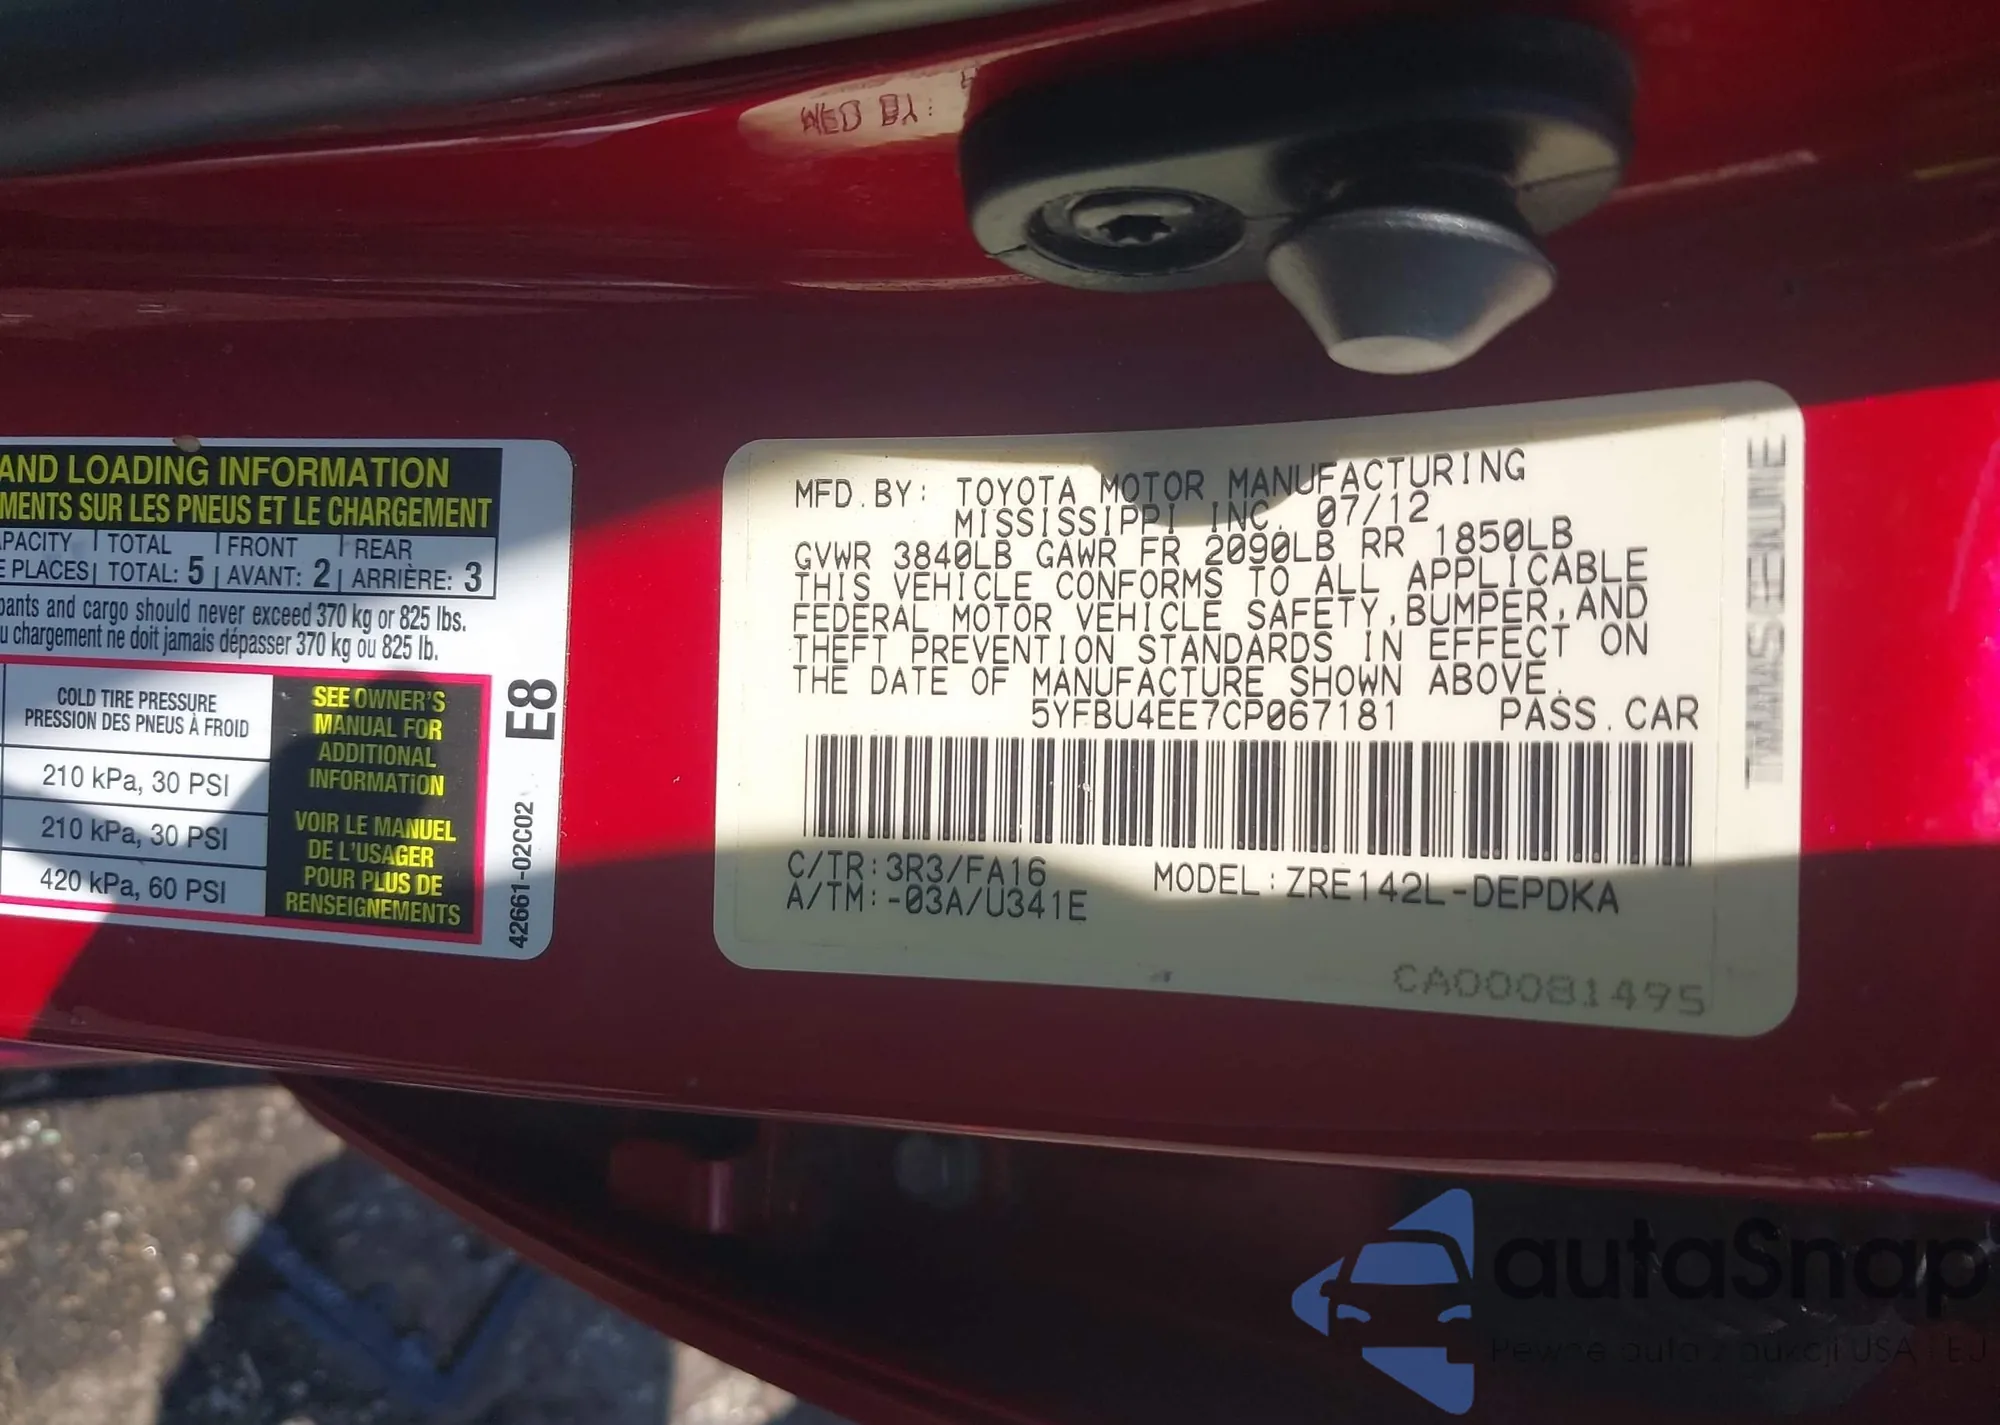 AND LOADING INFORMATION
MENTS SUR LES PNEUS ET LE CHARGEMENT
TOTAL FRONT REAR
PLACES TOTAL: 5 AVANT: 2 ARRIÈRE: 3
and cargo should never exceed 370 kg or 825 lbs.
chargement ne doit jamais dépasser 370 kg ou 825 lb.
COLD TIRE PRESSURE
PRESSION DES PNEUS À FROID
210 kPa, 30 PSI
210 kPa, 30 PSI
420 kPa, 60 PSI
SEE OWNER'S
MANUAL FOR
ADDITIONAL
INFORMATION
VOIR LE MANUEL
DE L'USAGER
POUR PLUS DE
RENSEIGNEMENTS
E8
42661-02C02
MFD.BY: TOYOTA MOTOR MANUFACTURING
MISSISSIPPI INC. 07/12
GVWR 3840LB GAWR FR 2090LB RR 1850LB
THIS VEHICLE CONFORMS TO ALL APPLICABLE
FEDERAL MOTOR VEHICLE SAFETY,BUMPER,AND
THEFT PREVENTION STANDARDS IN EFFECT ON
THE DATE OF MANUFACTURE SHOWN ABOVE.
5YFBU4EE7CP067181 PASS.CAR
C/TR:3R3/FA16 MODEL:ZRE142L-DEPDKA
A/TM:-03A/U341E
CA00081495
autaSnap
auta z aukcji USA i EU